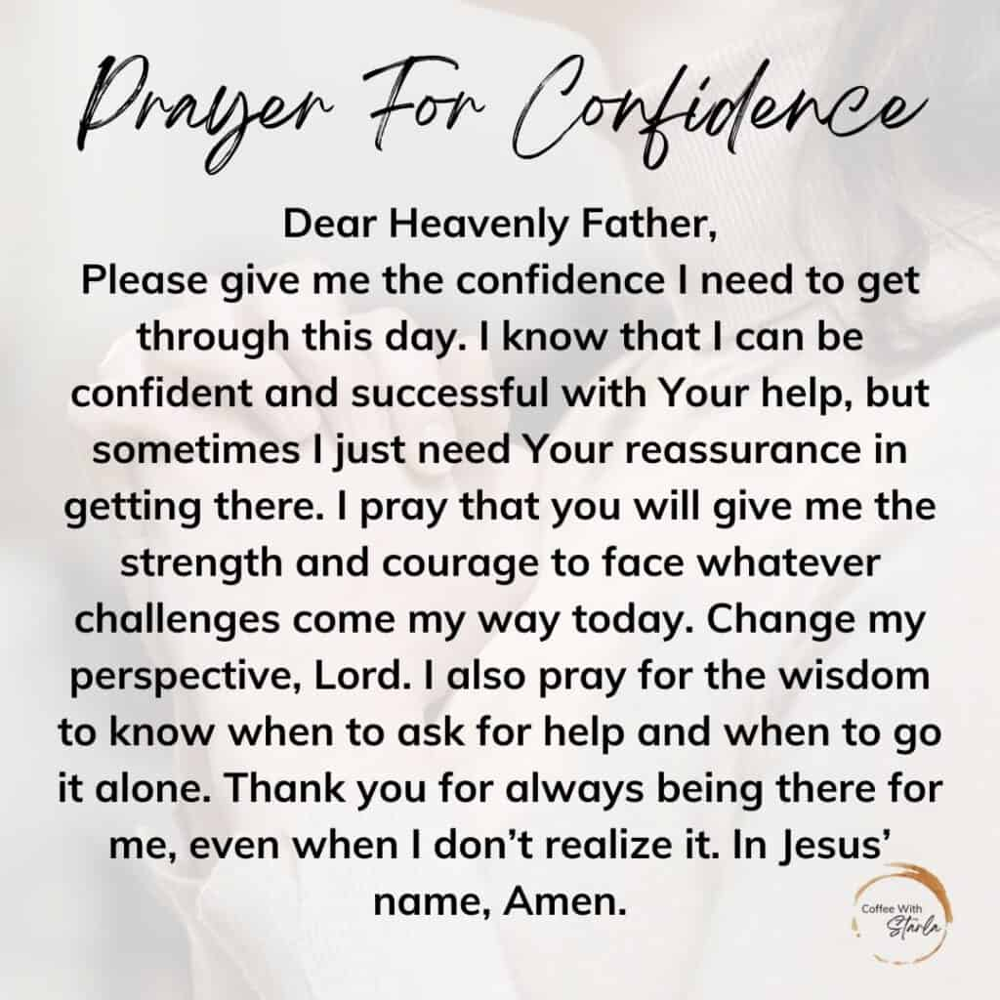 Prayer For Confidence
Dear Heavenly Father,
Please give me the confidence I need to get
through this day. I know that I can be
confident and successful with Your help, but
sometimes I just need Your reassurance in
getting there. I pray that you will give me the
strength and courage to face whatever
challenges come my way today. Change my
perspective, Lord. I also pray for the wisdom
to know when to ask for help and when to go
it alone. Thank you for always being there for
me, even when I don’t realize it. In Jesus’
name, Amen.
Coffee With
Starla